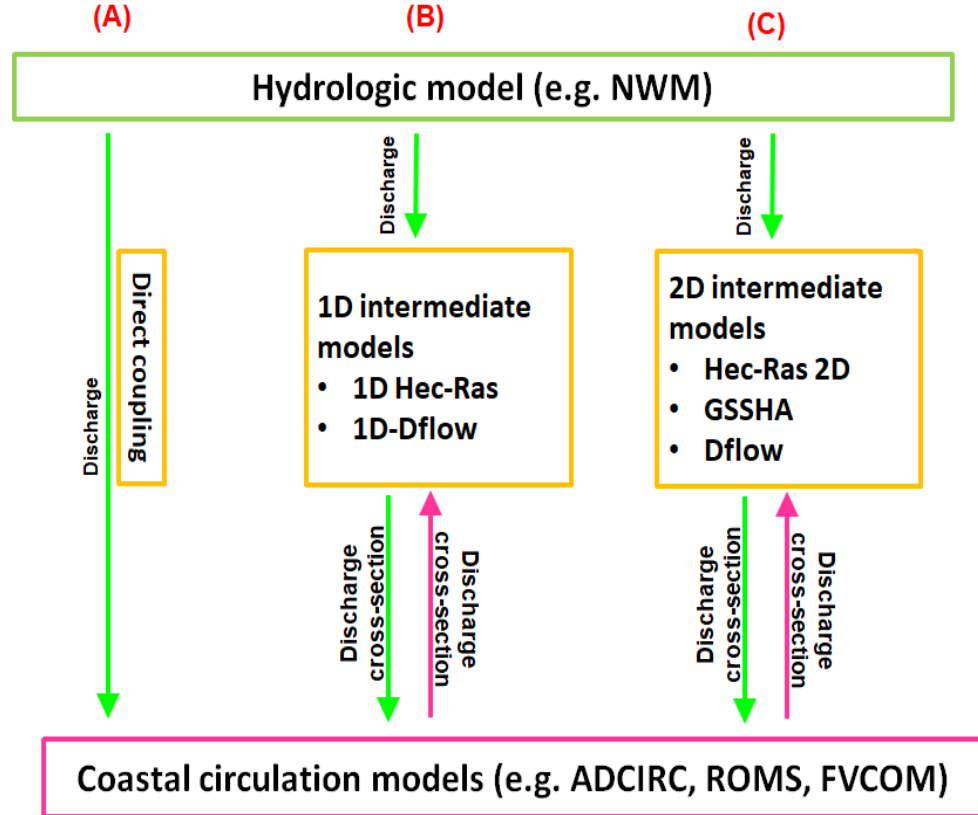 (A)
(B)
(C)
Hydrologic model (e.g. NWM)
Discharge
Direct coupling
Discharge
1D intermediate
models
• 1D Hec-Ras
• 1D-Dflow
Discharge
cross-section
Discharge
cross-section
Discharge
2D intermediate
models
• Hec-Ras 2D
• GSSHA
• Dflow
Discharge
cross-section
Discharge
cross-section
Coastal circulation models (e.g. ADCIRC, ROMS, FVCOM)